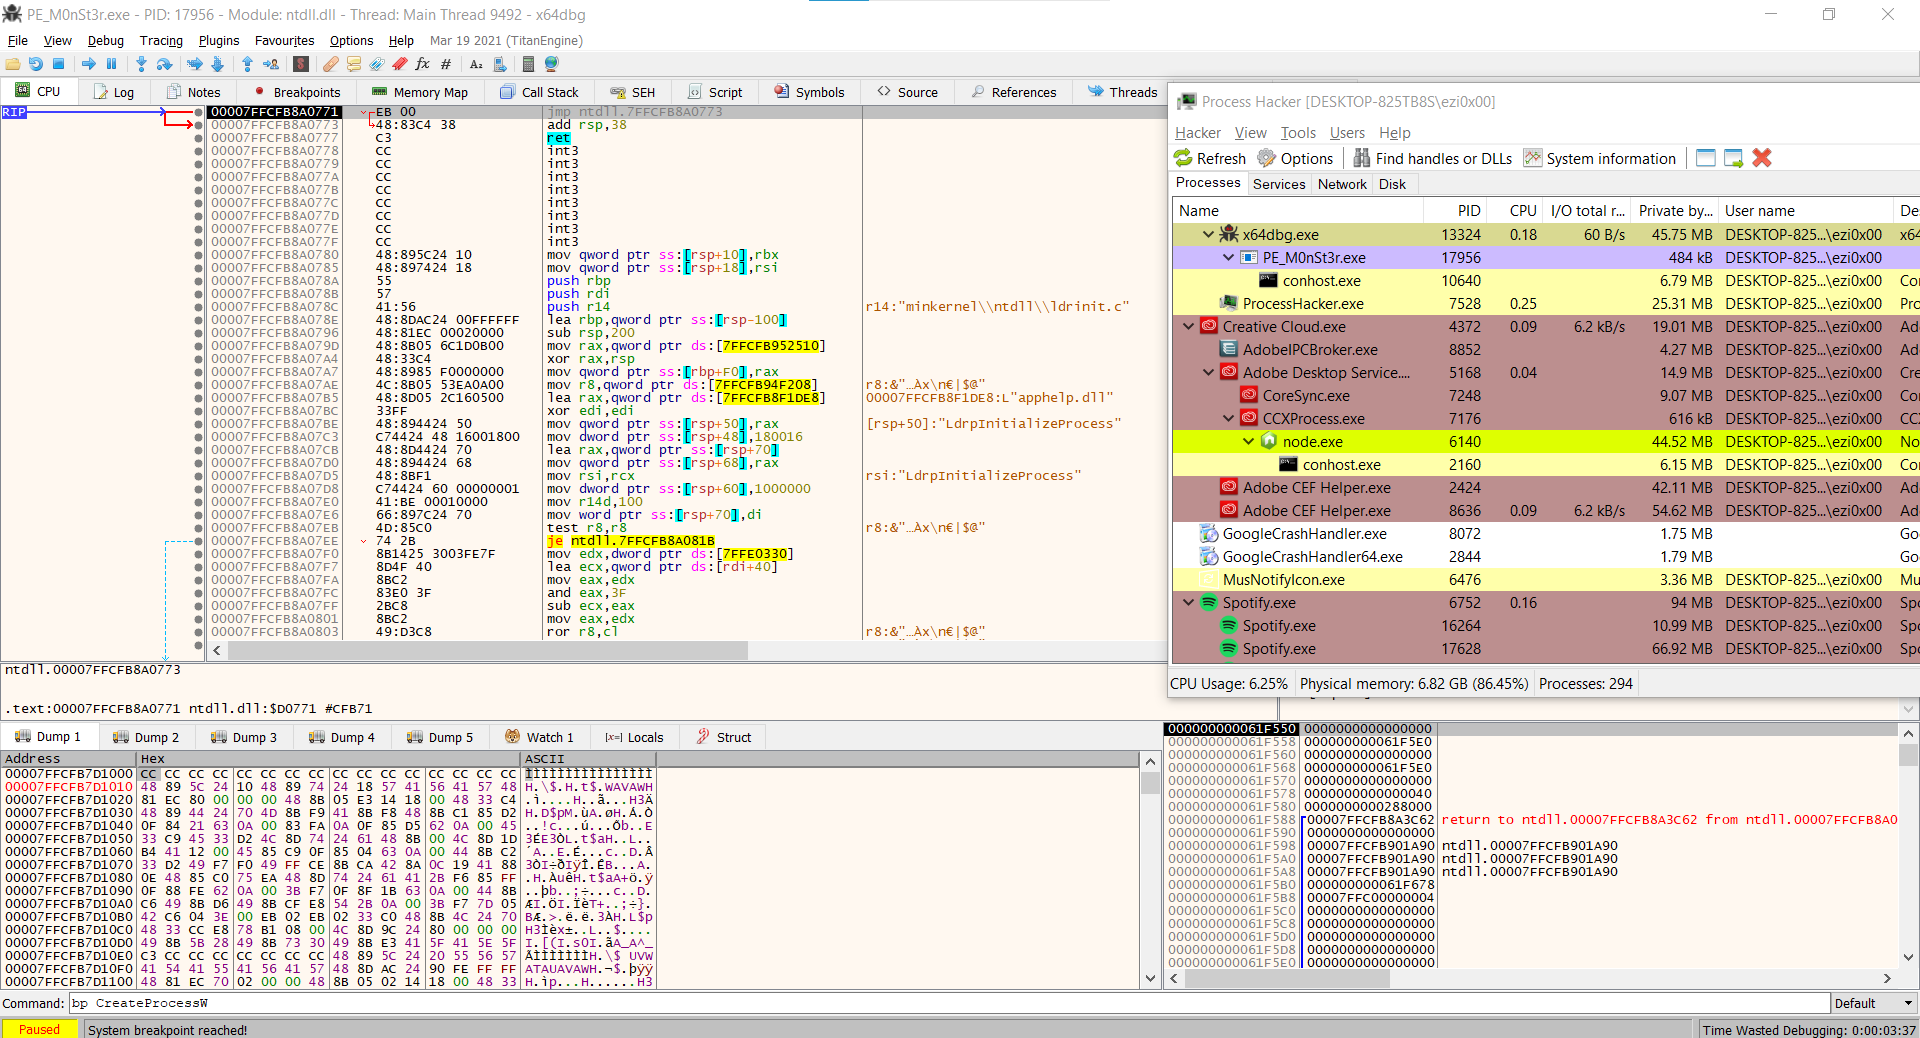 PE_M0nSt3r.exe - PID: 17956 - Module: ntdll.dll - Thread: Main Thread 9492 - x64dbg
File View Debug Tracing Plugins Favourites Options Help Mar 19 2021 (TitanEngine)
CPU Log Notes Breakpoints Memory Map Call Stack SEH Script Symbols Source References Threads
RIP
00007FFCFB8A0771 EB 00 jmp ntdll.7FFCFB8A0773
00007FFCFB8A0773 48:83C4 38 add rsp,38
00007FFCFB8A0777 C3 ret
00007FFCFB8A0778 CC int3
00007FFCFB8A0779 CC int3
00007FFCFB8A077A CC int3
00007FFCFB8A077B CC int3
00007FFCFB8A077C CC int3
00007FFCFB8A077D CC int3
00007FFCFB8A077E CC int3
00007FFCFB8A077F CC int3
00007FFCFB8A0780 48:895C24 10 mov qword ptr ss:[rsp+10],rbx
00007FFCFB8A0785 48:897424 18 mov qword ptr ss:[rsp+18],rsi
00007FFCFB8A078A 55 push rbp
00007FFCFB8A078B 57 push rdi
00007FFCFB8A078C 41:56 push r14 r14:"minkernel\\ntdll\\ldrinit.c"
00007FFCFB8A078E 48:8DAC24 00FFFFFF lea rbp,qword ptr ss:[rsp-100]
00007FFCFB8A0796 48:81EC 00020000 sub rsp,200
00007FFCFB8A079D 48:8B05 6C1D0B00 mov rax,qword ptr ds:[7FFCFB952510]
00007FFCFB8A07A4 48:33C4 xor rax,rsp
00007FFCFB8A07A7 48:8985 F0000000 mov qword ptr ss:[rbp+F0],rax
00007FFCFB8A07AE 4C:8B05 53EA0A00 mov r8,qword ptr ds:[7FFCFB94F208] r8:&"…Àx\n€|$@"
00007FFCFB8A07B5 48:8D05 2C160500 lea rax,qword ptr ds:[7FFCFB8F1DE8] 00007FFCFB8F1DE8:L"apphelp.dll"
00007FFCFB8A07BC 33FF xor edi,edi
00007FFCFB8A07BE 48:894424 50 mov qword ptr ss:[rsp+50],rax [rsp+50]:"LdrpInitializeProcess"
00007FFCFB8A07C3 C74424 48 16001800 mov dword ptr ss:[rsp+48],180016
00007FFCFB8A07CB 48:8D4424 70 lea rax,qword ptr ss:[rsp+70]
00007FFCFB8A07D0 48:894424 68 mov qword ptr ss:[rsp+68],rax
00007FFCFB8A07D5 48:8BF1 mov rsi,rcx rsi:"LdrpInitializeProcess"
00007FFCFB8A07D8 C74424 60 00000001 mov dword ptr ss:[rsp+60],1000000
00007FFCFB8A07E0 41:BE 00010000 mov r14d,100
00007FFCFB8A07E6 66:897C24 70 mov word ptr ss:[rsp+70],di
00007FFCFB8A07EB 4D:85C0 test r8,r8 r8:&"…Àx\n€|$@"
00007FFCFB8A07EE 74 2B je ntdll.7FFCFB8A081B
00007FFCFB8A07F0 8B1425 3003FE7F mov edx,dword ptr ds:[7FFE0330]
00007FFCFB8A07F7 8D4F 40 lea ecx,qword ptr ds:[rdi+40]
00007FFCFB8A07FA 8BC2 mov eax,edx
00007FFCFB8A07FC 83E0 3F and eax,3F
00007FFCFB8A07FF 2BC8 sub ecx,eax
00007FFCFB8A0801 8BC2 mov eax,edx
00007FFCFB8A0803 49:D3C8 ror r8,cl r8:&"…Àx\n€|$@"
ntdll.00007FFCFB8A0773
.text:00007FFCFB8A0771 ntdll.dll:$D0771 #CFB71
Process Hacker [DESKTOP-825TB8S\ezi0x00]
Hacker View Tools Users Help
Refresh Options Find handles or DLLs System information
Processes Services Network Disk
Name PID CPU I/O total r... Private by... User name De
x64dbg.exe 13324 0.18 60 B/s 45.75 MB DESKTOP-825...\ezi0x00 x64
PE_M0nSt3r.exe 17956 484 kB DESKTOP-825...\ezi0x00
conhost.exe 10640 6.79 MB DESKTOP-825...\ezi0x00 Co
ProcessHacker.exe 7528 0.25 25.31 MB DESKTOP-825...\ezi0x00 Pro
Creative Cloud.exe 4372 0.09 6.2 kB/s 19.01 MB DESKTOP-825...\ezi0x00 Ad
AdobeIPCBroker.exe 8852 4.27 MB DESKTOP-825...\ezi0x00 Ad
Adobe Desktop Service.... 5168 0.04 14.9 MB DESKTOP-825...\ezi0x00 Cre
CoreSync.exe 7248 9.07 MB DESKTOP-825...\ezi0x00 Co
CCXProcess.exe 7176 616 kB DESKTOP-825...\ezi0x00 CC
node.exe 6140 44.52 MB DESKTOP-825...\ezi0x00 No
conhost.exe 2160 6.15 MB DESKTOP-825...\ezi0x00 Co
Adobe CEF Helper.exe 2424 42.11 MB DESKTOP-825...\ezi0x00 Ad
Adobe CEF Helper.exe 8636 0.09 6.2 kB/s 54.62 MB DESKTOP-825...\ezi0x00 Ad
GoogleCrashHandler.exe 8072 1.75 MB Go
GoogleCrashHandler64.exe 2844 1.79 MB Go
MusNotifyIcon.exe 6476 3.36 MB DESKTOP-825...\ezi0x00 Mu
Spotify.exe 6752 0.16 94 MB DESKTOP-825...\ezi0x00 Spo
Spotify.exe 16264 10.99 MB DESKTOP-825...\ezi0x00 Spo
Spotify.exe 17628 66.92 MB DESKTOP-825...\ezi0x00 Spo
CPU Usage: 6.25% Physical memory: 6.82 GB (86.45%) Processes: 294
Dump 1 Dump 2 Dump 3 Dump 4 Dump 5 Watch 1 Locals Struct
Address Hex ASCII
00007FFCFB7D1000 CC CC CC CC CC CC CC CC CC CC CC CC CC CC CC CC ÌÌÌÌÌÌÌÌÌÌÌÌÌÌÌÌ
00007FFCFB7D1010 48 89 5C 24 10 48 89 74 24 18 57 41 56 41 57 48 H.\$.H.t$.WAVAWH
00007FFCFB7D1020 81 EC 80 00 00 00 48 8B 05 E3 14 18 00 48 33 C4 .ì....H..ã...H3Ä
00007FFCFB7D1030 48 89 44 24 70 4D 8B F9 41 8B F8 48 8B C1 85 D2 H.D$pM.ùA.øH.Á.Ò
00007FFCFB7D1040 0F 84 21 63 0A 00 83 FA 0A 0F 85 D5 62 0A 00 45 ..!c...ú...Õb..E
00007FFCFB7D1050 33 C9 45 33 D2 4C 8D 74 24 61 48 8B 00 4C 8D 1D 3ÉE3ÒL.t$aH..L..
00007FFCFB7D1060 B4 41 12 00 45 85 C9 0F 85 04 63 0A 00 44 8B C2 ´A..E.É...c..D.Â
00007FFCFB7D1070 33 D2 49 F7 F0 49 FF CE 8B CA 42 8A 0C 19 41 88 3ÒI÷ðIÿÎ.ÊB...A.
00007FFCFB7D1080 0E 48 85 C0 75 EA 48 8D 74 24 61 41 2B F6 85 FF .H.ÀuêH.t$aA+ö.ÿ
00007FFCFB7D1090 0F 88 FE 62 0A 00 3B F7 0F 8F 1B 63 0A 00 44 8B ..þb..;÷...c..D.
00007FFCFB7D10A0 C6 49 8B D6 49 8B CF E8 54 2B 0A 00 3B F7 7D 05 ÆI.ÖI.ÏèT+..;÷}.
00007FFCFB7D10B0 42 C6 04 3E 00 EB 02 EB 02 33 C0 48 8B 4C 24 70 BÆ.>.ë.ë.3ÀH.L$p
00007FFCFB7D10C0 48 33 CC E8 78 B1 08 00 4C 8D 9C 24 80 00 00 00 H3Ìèx±..L..$....
00007FFCFB7D10D0 49 8B 5B 28 49 8B 73 30 49 8B E3 41 5F 41 5E 5F I.[(I.s0I.ãA_A^_
00007FFCFB7D10E0 C3 CC CC CC CC CC CC CC 48 89 5C 24 20 55 56 57 ÃÌÌÌÌÌÌÌH.\$ UVW
00007FFCFB7D10F0 41 54 41 55 41 56 41 57 48 8D AC 24 90 FE FF FF ATAUAVAWH.¬$.þÿÿ
00007FFCFB7D1100 48 81 EC 70 02 00 00 48 8B 05 02 14 18 00 48 33 H.ìp...H......H3
000000000061F550 0000000000000000
000000000061F558 000000000061F5E0
000000000061F560 0000000000000000
000000000061F568 000000000061F5E0
000000000061F570 0000000000000000
000000000061F578 0000000000000040
000000000061F580 0000000000288000
000000000061F588 00007FFCFB8A3C62 return to ntdll.00007FFCFB8A3C62 from ntdll.00007FFCFB8A0
000000000061F590 0000000000000000
000000000061F598 00007FFCFB901A90 ntdll.00007FFCFB901A90
000000000061F5A0 00007FFCFB901A90 ntdll.00007FFCFB901A90
000000000061F5A8 00007FFCFB901A90 ntdll.00007FFCFB901A90
000000000061F5B0 000000000061F678
000000000061F5B8 00007FFC00000004
000000000061F5C0 0000000000000000
000000000061F5C8 0000000000000000
000000000061F5D0 0000000000000000
000000000061F5D8 0000000000000000
000000000061F5E0 0000000000000000
Command: bp CreateProcessW Default
Paused System breakpoint reached! Time Wasted Debugging: 0:00:03:37